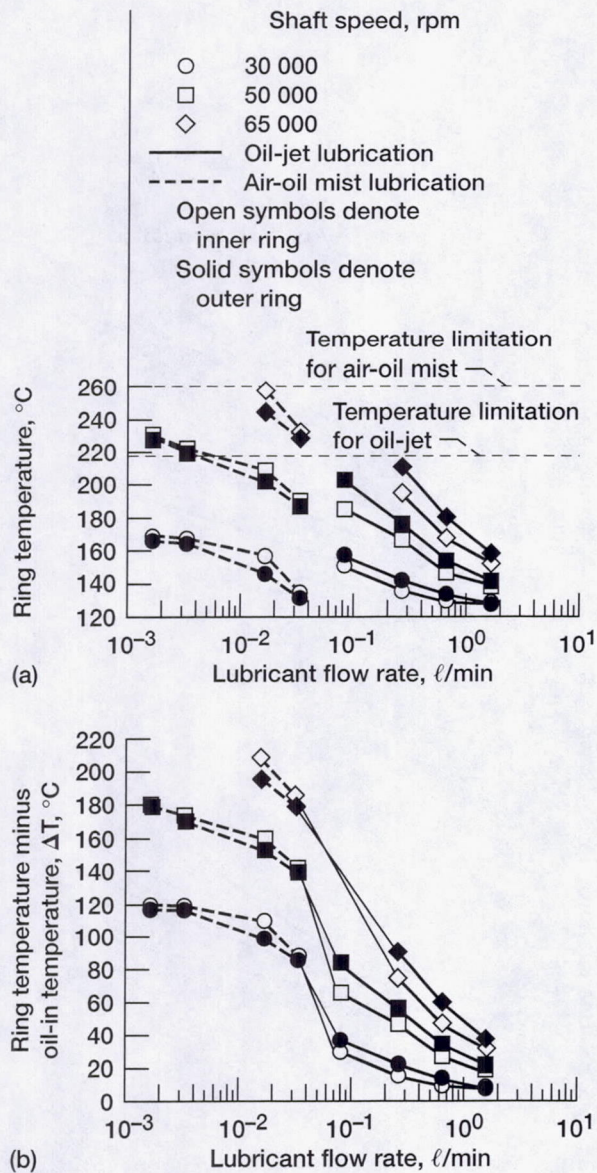 Shaft speed, rpm
30 000
50 000
65 000
Oil-jet lubrication
Air-oil mist lubrication
Open symbols denote
inner ring
Solid symbols denote
outer ring
Temperature limitation
for air-oil mist
Temperature limitation
for oil-jet
Ring temperature, °C
260
240
220
200
180
160
140
120
10⁻³ 10⁻² 10⁻¹ 10⁰ 10¹
(a) Lubricant flow rate, ℓ/min
Ring temperature minus
oil-in temperature, ΔT, °C
220
200
180
160
140
120
100
80
60
40
20
0
10⁻³ 10⁻² 10⁻¹ 10⁰ 10¹
(b) Lubricant flow rate, ℓ/min